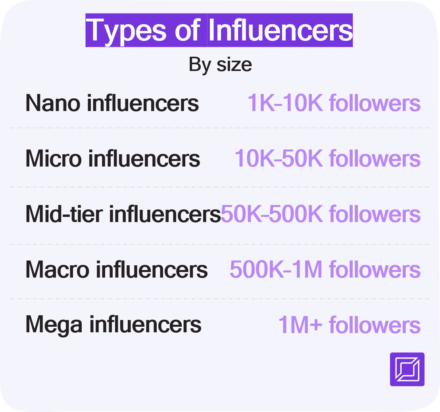 Types of Influencers
By size
Nano influencers 1K-10K followers
Micro influencers 10K-50K followers
Mid-tier influencers 50K-500K followers
Macro influencers 500K-1M followers
Mega influencers 1M+ followers